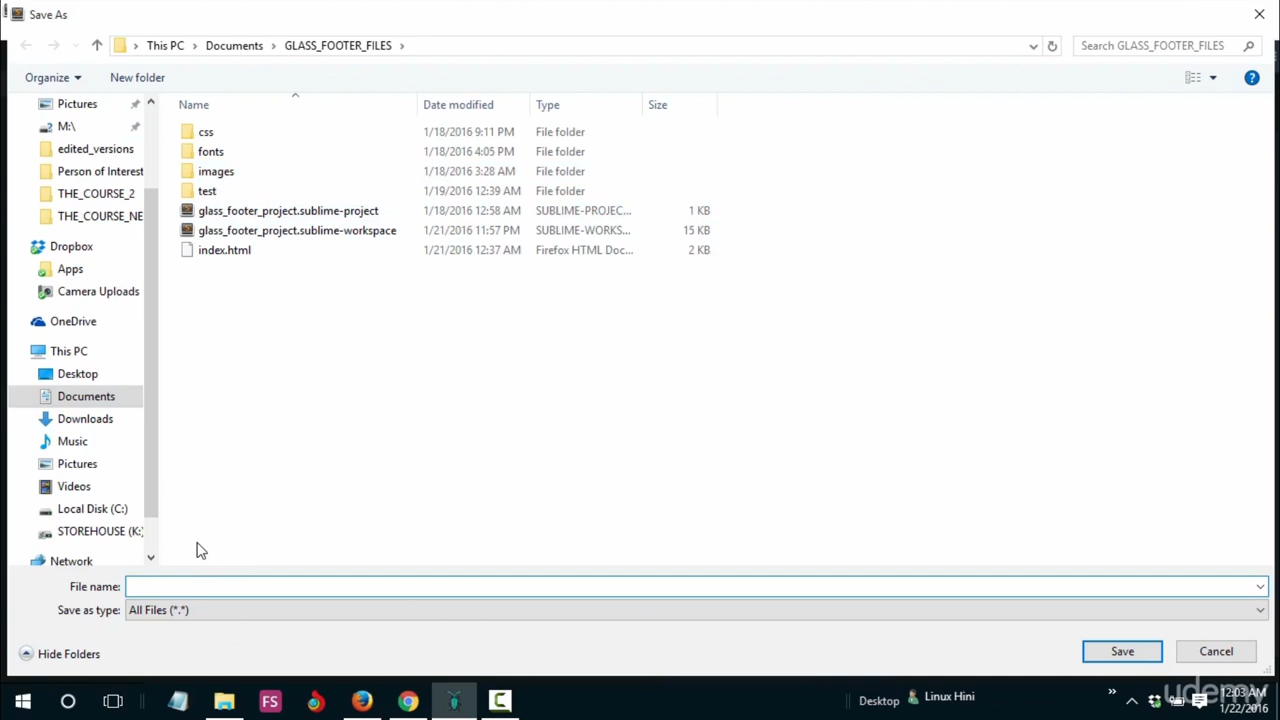 Save As
This PC > Documents > GLASS_FOOTER_FILES >
Search GLASS_FOOTER_FILES
Organize
New folder
Name Date modified Type Size
Pictures
M:\
edited_versions
Person of Interest
THE_COURSE_2
THE_COURSE_NE
Dropbox
Apps
Camera Uploads
OneDrive
This PC
Desktop
Documents
Downloads
Music
Pictures
Videos
Local Disk (C:)
STOREHOUSE (K:)
Network
css 1/18/2016 9:11 PM File folder
fonts 1/18/2016 4:05 PM File folder
images 1/18/2016 3:28 AM File folder
test 1/19/2016 12:39 AM File folder
glass_footer_project.sublime-project 1/18/2016 12:58 AM SUBLIME-PROJEC... 1 KB
glass_footer_project.sublime-workspace 1/21/2016 11:57 PM SUBLIME-WORKS... 15 KB
index.html 1/21/2016 12:37 AM Firefox HTML Doc... 2 KB
File name:
Save as type: All Files (*.*)
Hide Folders
Save
Cancel
FS
Desktop
Linux Hini
udemy
12:03 AM
1/22/2016